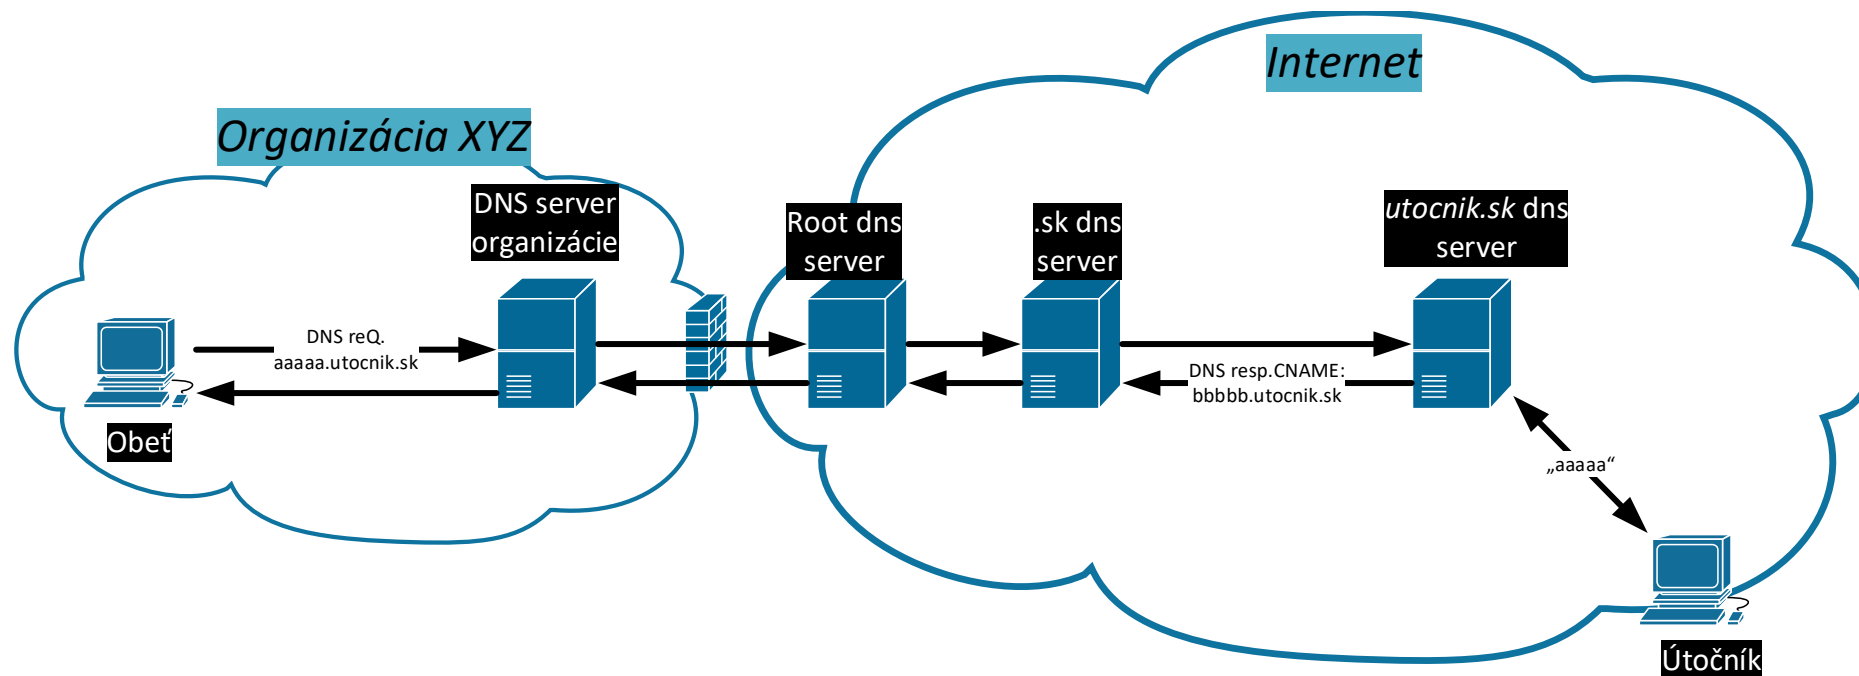 Internet
Organizácia XYZ
DNS server
organizácie
Root dns
server
.sk dns
server
utocnik.sk dns
server
DNS reQ.
aaaaa.utocnik.sk
DNS resp.CNAME:
bbbbb.utocnik.sk
Obeť
„aaaaa“
Útočník